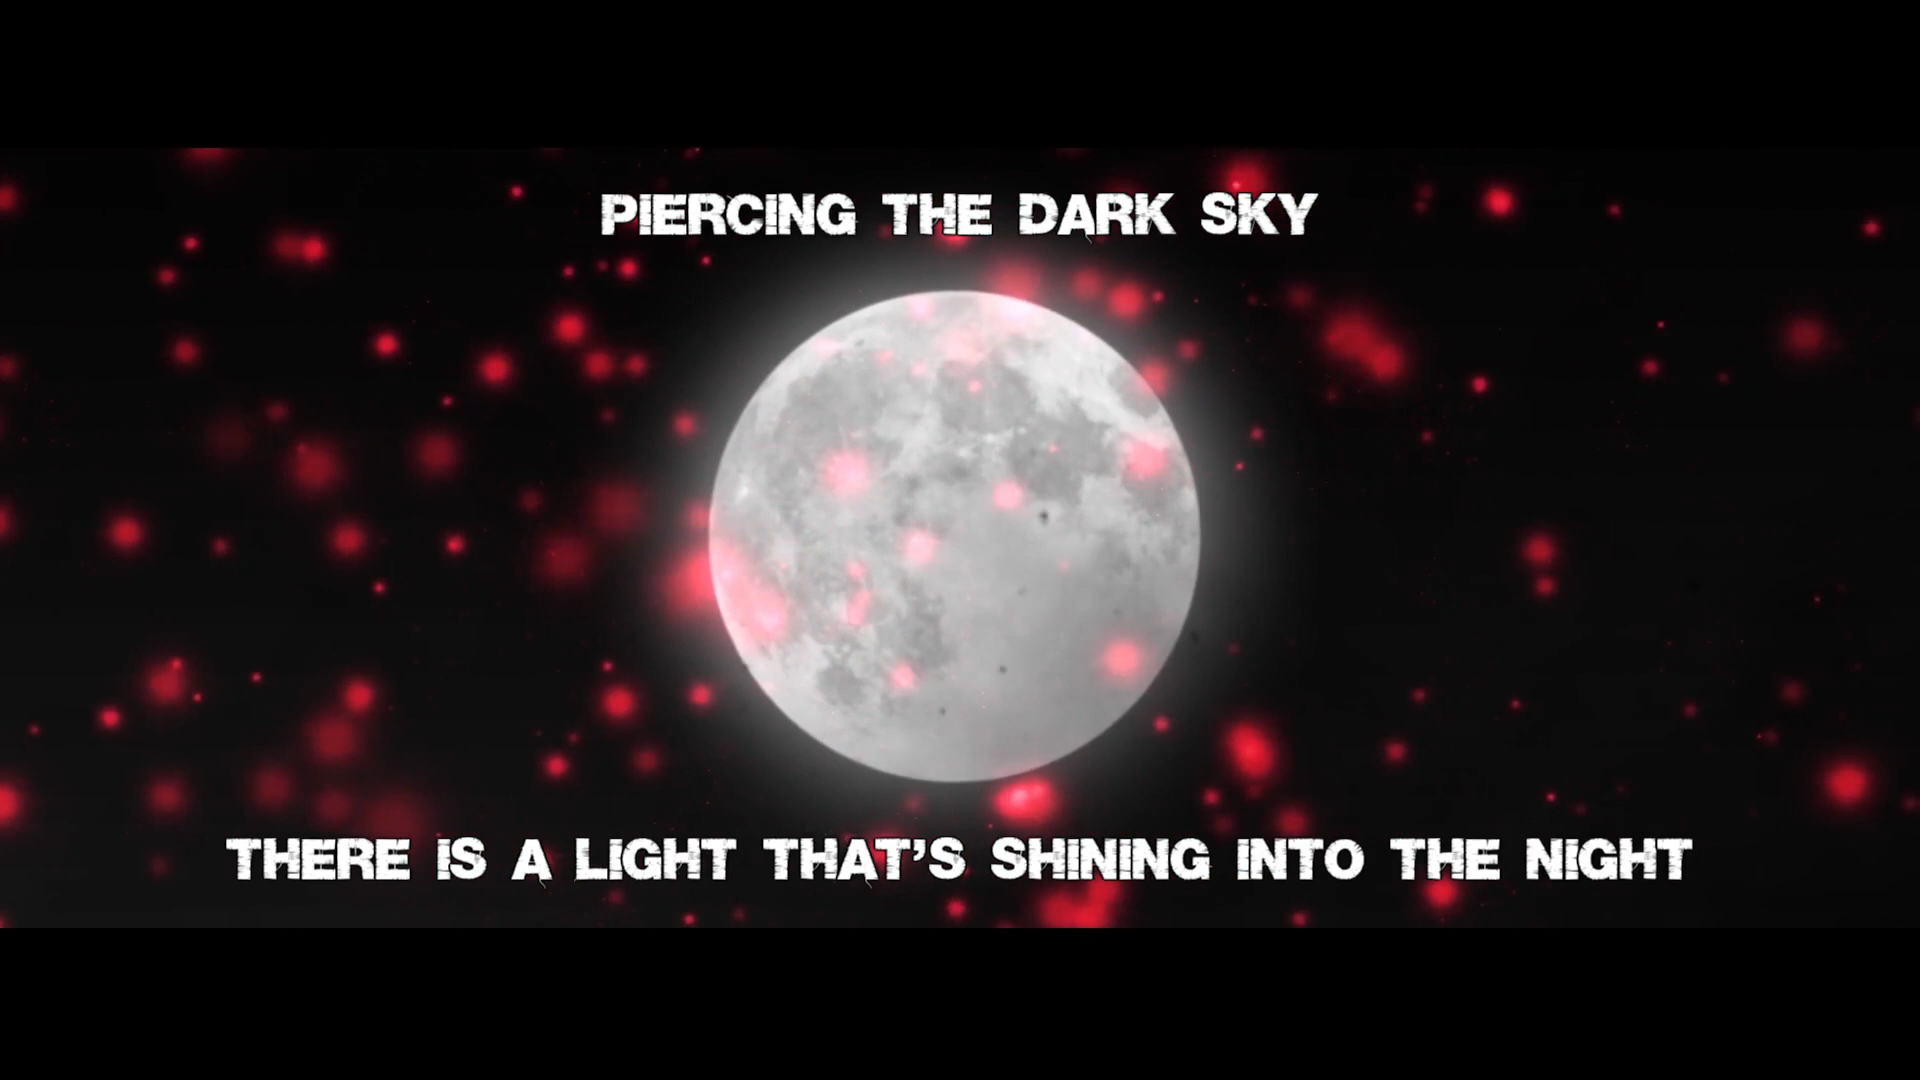 PIERCING THE DARK SKY
THERE IS A LIGHT THAT'S SHINING INTO THE NIGHT